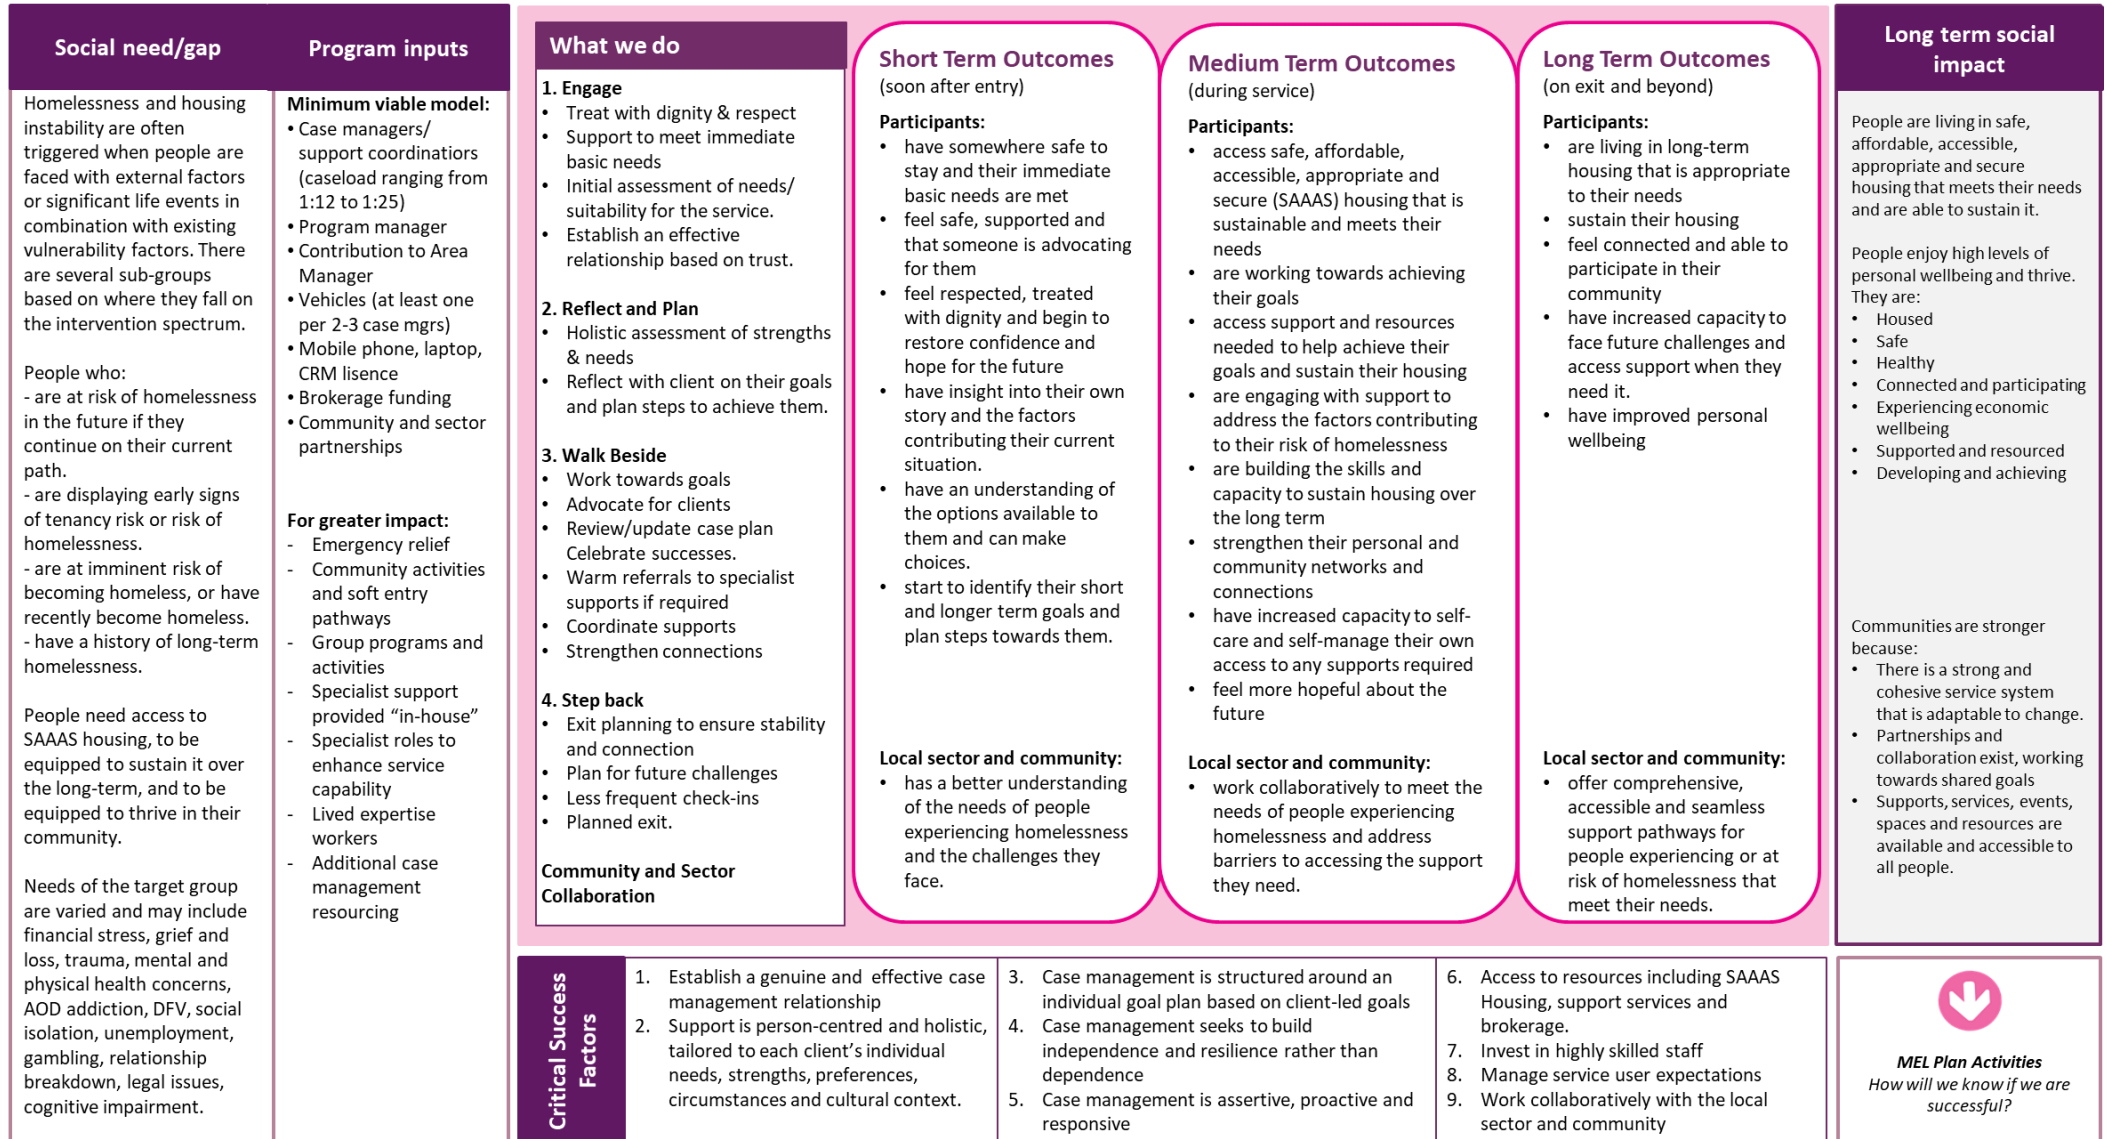 Social need/gap
Homelessness and housing
instability are often
triggered when people are
faced with external factors
or significant life events in
combination with existing
vulnerability factors. There
are several sub-groups
based on where they fall on
the intervention spectrum.
People who:
- are at risk of homelessness
in the future if they
continue on their current
path.
- are displaying early signs
of tenancy risk or risk of
homelessness.
- are at imminent risk of
becoming homeless, or have
recently become homeless.
- have a history of long-term
homelessness.
People need access to
SAAAS housing, to be
equipped to sustain it over
the long-term, and to be
equipped to thrive in their
community.
Needs of the target group
are varied and may include
financial stress, grief and
loss, trauma, mental and
physical health concerns,
AOD addiction, DFV, social
isolation, unemployment,
gambling, relationship
breakdown, legal issues,
cognitive impairment.
Program inputs
Minimum viable model:
• Case managers/
support coordinatiors
(caseload ranging from
1:12 to 1:25)
• Program manager
• Contribution to Area
Manager
• Vehicles (at least one
per 2-3 case mgrs)
• Mobile phone, laptop,
CRM lisence
• Brokerage funding
• Community and sector
partnerships
For greater impact:
- Emergency relief
- Community activities
and soft entry
pathways
- Group programs and
activities
- Specialist support
provided “in-house”
- Specialist roles to
enhance service
capability
- Lived expertise
workers
- Additional case
management
resourcing
What we do
1. Engage
• Treat with dignity & respect
• Support to meet immediate
basic needs
• Initial assessment of needs/
suitability for the service.
• Establish an effective
relationship based on trust.
2. Reflect and Plan
• Holistic assessment of strengths
& needs
• Reflect with client on their goals
and plan steps to achieve them.
3. Walk Beside
• Work towards goals
• Advocate for clients
• Review/update case plan
Celebrate successes.
• Warm referrals to specialist
supports if required
• Coordinate supports
• Strengthen connections
4. Step back
• Exit planning to ensure stability
and connection
• Plan for future challenges
• Less frequent check-ins
• Planned exit.
Community and Sector
Collaboration
Short Term Outcomes
(soon after entry)
Participants:
• have somewhere safe to
stay and their immediate
basic needs are met
• feel safe, supported and
that someone is advocating
for them
• feel respected, treated
with dignity and begin to
restore confidence and
hope for the future
• have insight into their own
story and the factors
contributing their current
situation.
• have an understanding of
the options available to
them and can make
choices.
• start to identify their short
and longer term goals and
plan steps towards them.
Local sector and community:
• has a better understanding
of the needs of people
experiencing homelessness
and the challenges they
face.
Medium Term Outcomes
(during service)
Participants:
• access safe, affordable,
accessible, appropriate and
secure (SAAAS) housing that is
sustainable and meets their
needs
• are working towards achieving
their goals
• access support and resources
needed to help achieve their
goals and sustain their housing
• are engaging with support to
address the factors contributing
to their risk of homelessness
• are building the skills and
capacity to sustain housing over
the long term
• strengthen their personal and
community networks and
connections
• have increased capacity to self-
care and self-manage their own
access to any supports required
• feel more hopeful about the
future
Local sector and community:
• work collaboratively to meet the
needs of people experiencing
homelessness and address
barriers to accessing the support
they need.
Long Term Outcomes
(on exit and beyond)
Participants:
• are living in long-term
housing that is appropriate
to their needs
• sustain their housing
• feel connected and able to
participate in their
community
• have increased capacity to
face future challenges and
access support when they
need it.
• have improved personal
wellbeing
Local sector and community:
• offer comprehensive,
accessible and seamless
support pathways for
people experiencing or at
risk of homelessness that
meet their needs.
Long term social
impact
People are living in safe,
affordable, accessible,
appropriate and secure
housing that meets their needs
and are able to sustain it.
People enjoy high levels of
personal wellbeing and thrive.
They are:
• Housed
• Safe
• Healthy
• Connected and participating
• Experiencing economic
wellbeing
• Supported and resourced
• Developing and achieving
Communities are stronger
because:
• There is a strong and
cohesive service system
that is adaptable to change.
• Partnerships and
collaboration exist, working
towards shared goals
• Supports, services, events,
spaces and resources are
available and accessible to
all people.
Critical Success
Factors
1. Establish a genuine and effective case
management relationship
2. Support is person-centred and holistic,
tailored to each client’s individual
needs, strengths, preferences,
circumstances and cultural context.
3. Case management is structured around an
individual goal plan based on client-led goals
4. Case management seeks to build
independence and resilience rather than
dependence
5. Case management is assertive, proactive and
responsive
6. Access to resources including SAAAS
Housing, support services and
brokerage.
7. Invest in highly skilled staff
8. Manage service user expectations
9. Work collaboratively with the local
sector and community
MEL Plan Activities
How will we know if we are
successful?